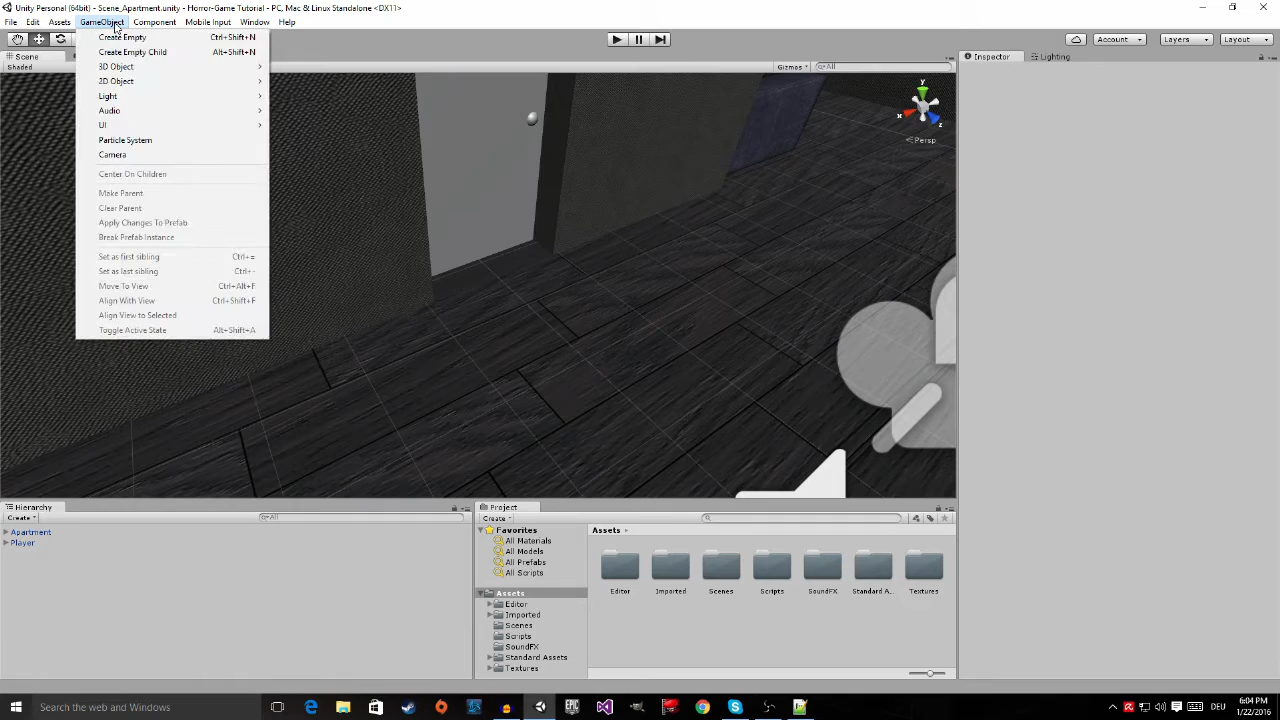 Unity Personal (64bit) - Scene_Apartment.unity - Horror-Game Tutorial - PC, Mac & Linux Standalone <DX11>
File Edit Assets GameObject Component Mobile Input Window Help
Create Empty Ctrl+Shift+N
Create Empty Child Alt+Shift+N
3D Object
2D Object
Light
Audio
UI
Particle System
Camera
Center On Children
Make Parent
Clear Parent
Apply Changes To Prefab
Break Prefab Instance
Set as first sibling Ctrl+=
Set as last sibling Ctrl+-
Move To View Ctrl+Alt+F
Align With View Ctrl+Shift+F
Align View to Selected
Toggle Active State Alt+Shift+A
Account Layers Layout
Scene
Shaded
Gizmos All
y
x
z
Persp
Inspector Lighting
Hierarchy
Create All
Apartment
Player
Project
Create
Favorites
All Materials
All Models
All Prefabs
All Scripts
Assets
Editor
Imported
Scenes
Scripts
SoundFX
Standard Assets
Textures
Assets
Editor Imported Scenes Scripts SoundFX Standard A... Textures
Search the web and Windows
DEU
6:04 PM
1/22/2016